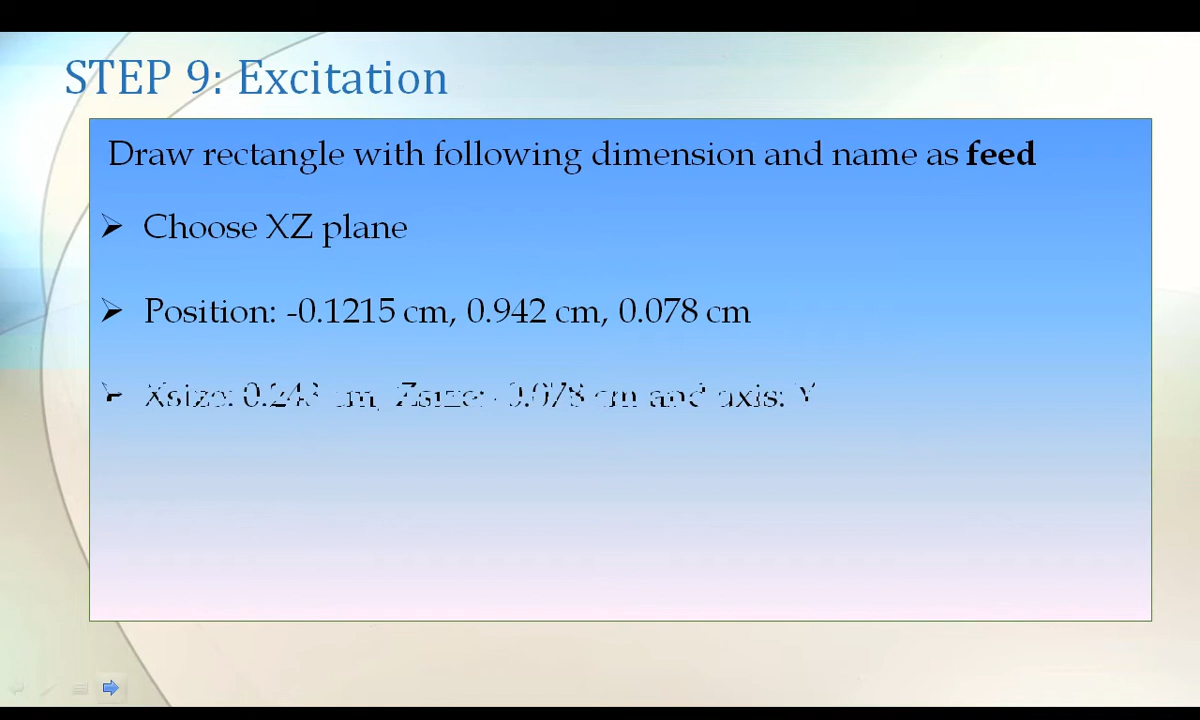 STEP 9: Excitation
Draw rectangle with following dimension and name as feed
Choose XZ plane
Position: -0.1215 cm, 0.942 cm, 0.078 cm
Xsize: 0.243 cm, Zsize: -0.078 cm and axis: Y